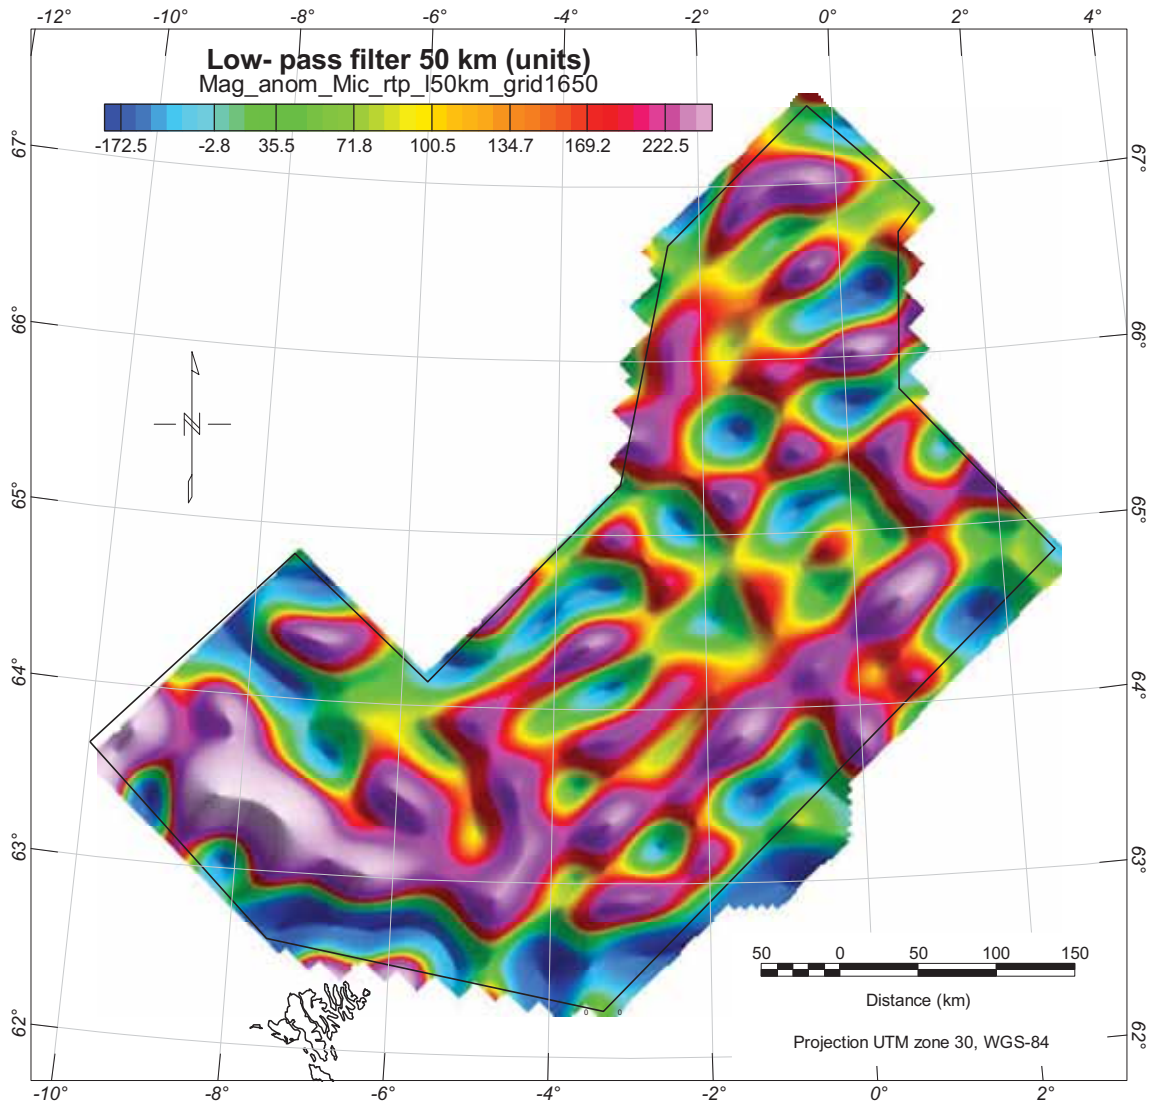 -12° -10° -8° -6° -4° -2° 0° 2° 4°
Low- pass filter 50 km (units)
Mag_anom_Mic_rtp_l50km_grid1650
-172.5 -2.8 35.5 71.8 100.5 134.7 169.2 222.5
67° 67°
66° 66°
65° 65°
64° 64°
63° 63°
50 0 50 100 150
Distance (km)
0 0
62° 62°
Projection UTM zone 30, WGS-84
-10° -8° -6° -4° -2° 0° 2°